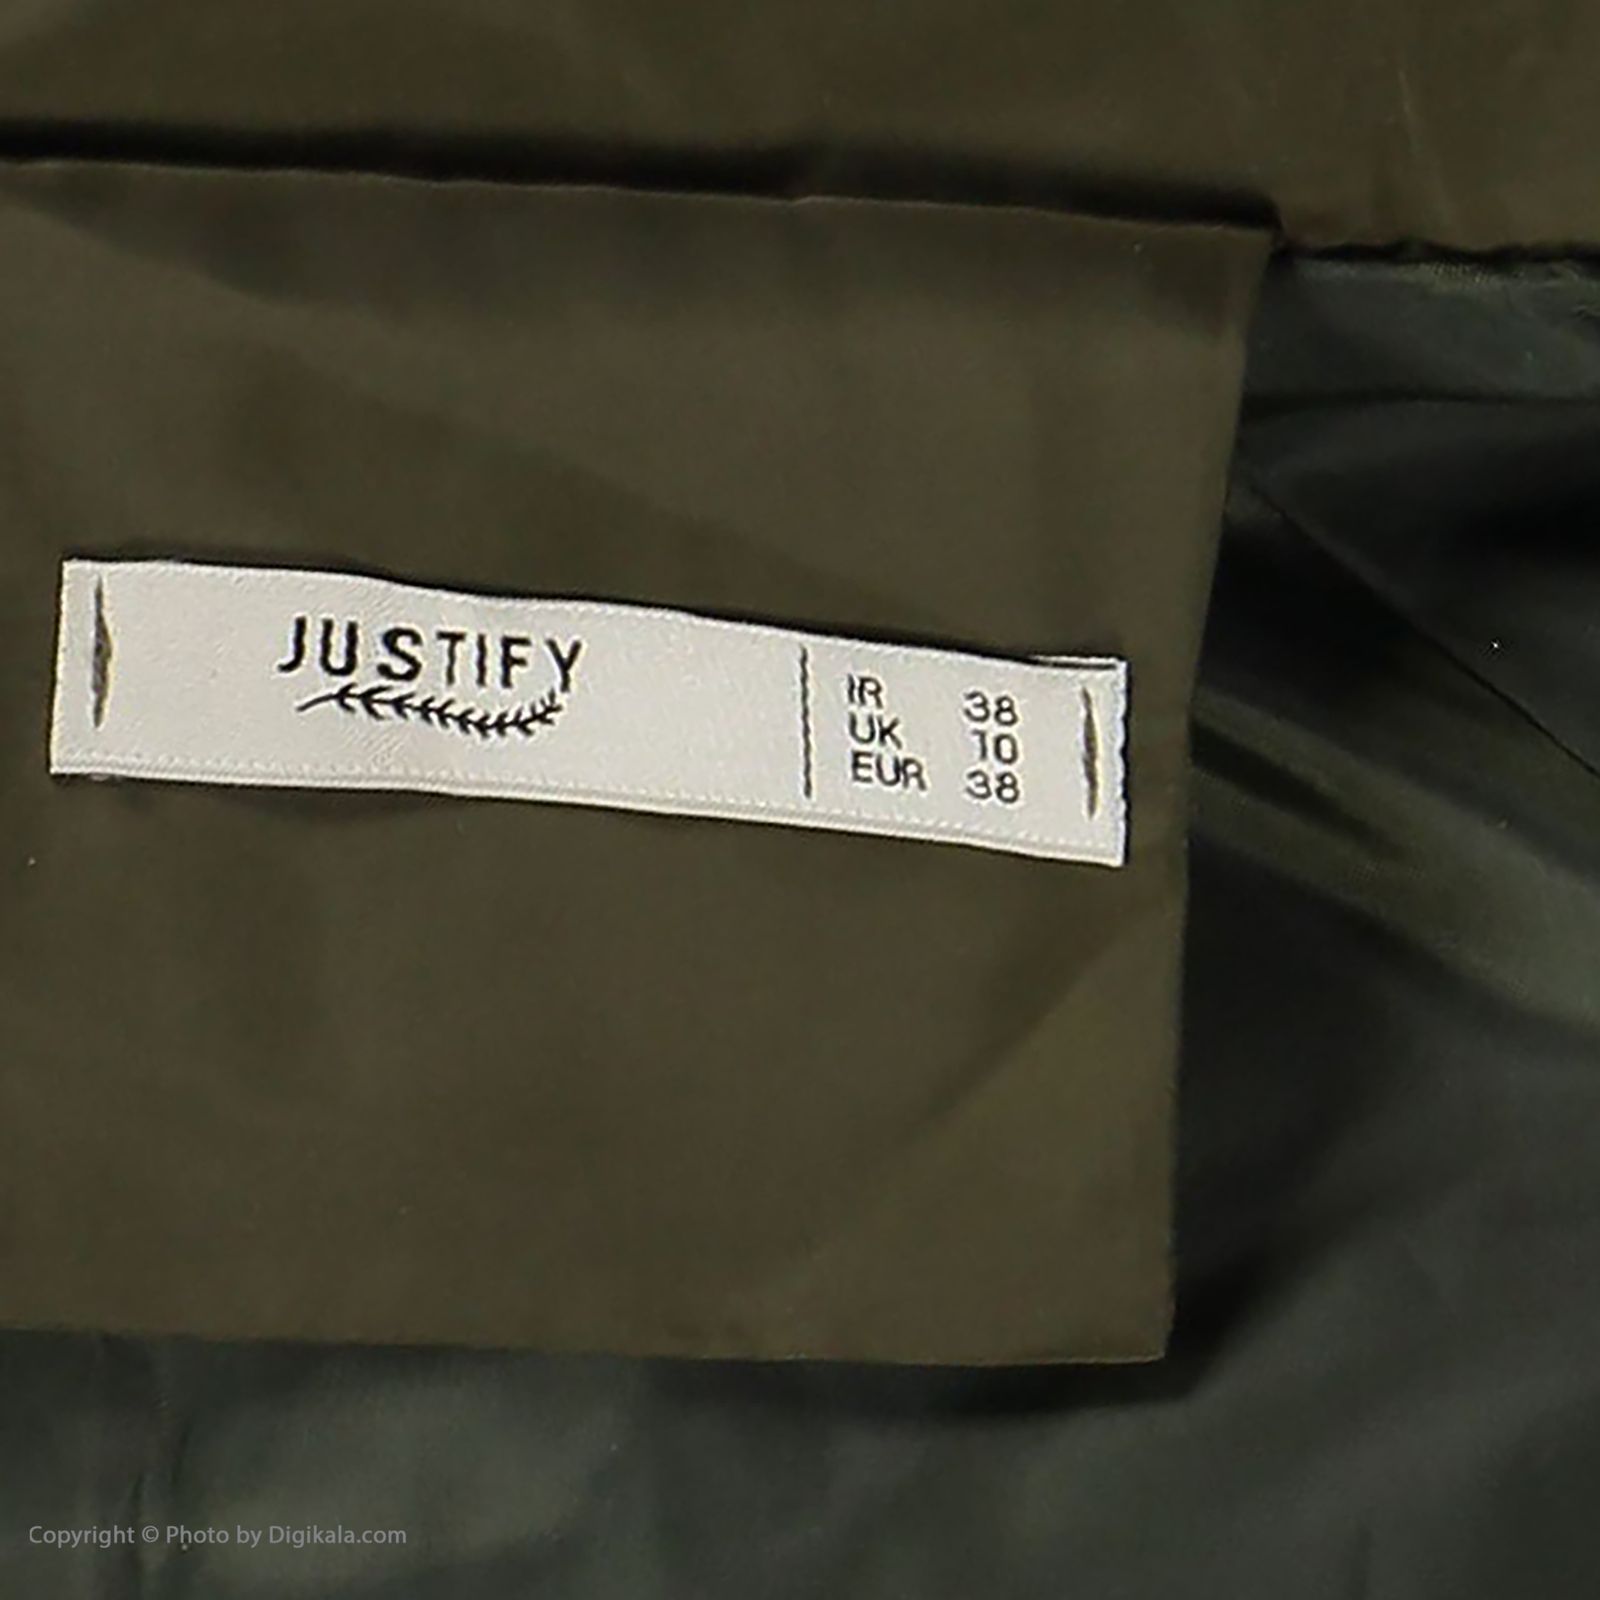 JUSTIFY
IR 38
UK 10
EUR 38
Copyright © Photo by Digikala.com